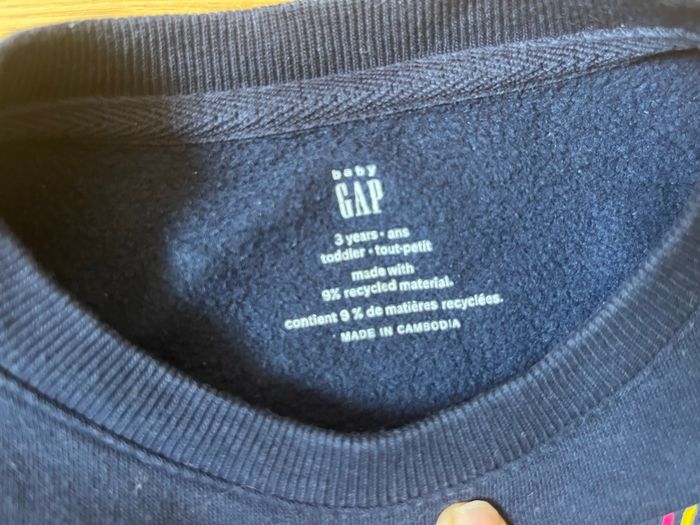 baby
GAP
3 years • ans
toddler • tout-petit
made with
9% recycled material.
contient 9 % de matières recyclées.
MADE IN CAMBODIA